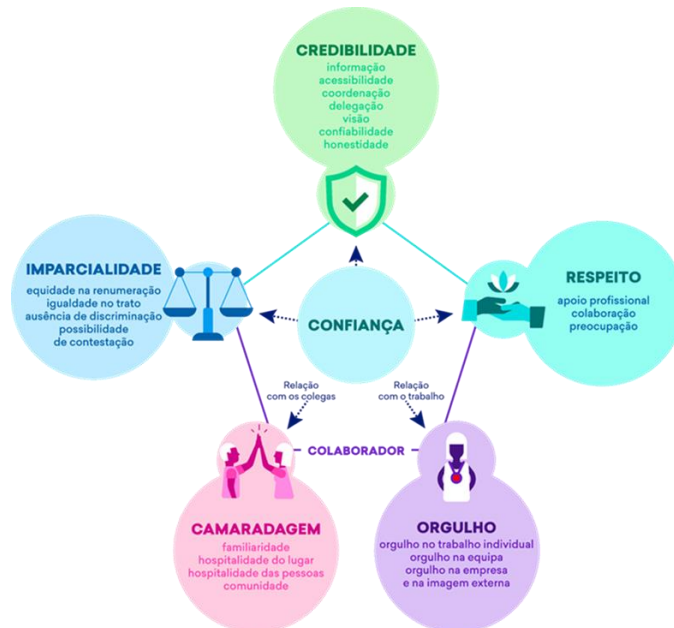 CREDIBILIDADE
informação
acessibilidade
coordenação
delegação
visão
confiabilidade
honestidade
IMPARCIALIDADE
equidade na renumeração
igualdade no trato
ausência de discriminação
possibilidade
de contestação
CONFIANÇA
RESPEITO
apoio profissional
colaboração
preocupação
Relação
com os colegas
Relação
com o trabalho
COLABORADOR
CAMARADAGEM
familiaridade
hospitalidade do lugar
hospitalidade das pessoas
comunidade
ORGULHO
orgulho no trabalho individual
orgulho na equipa
orgulho na empresa
e na imagem externa